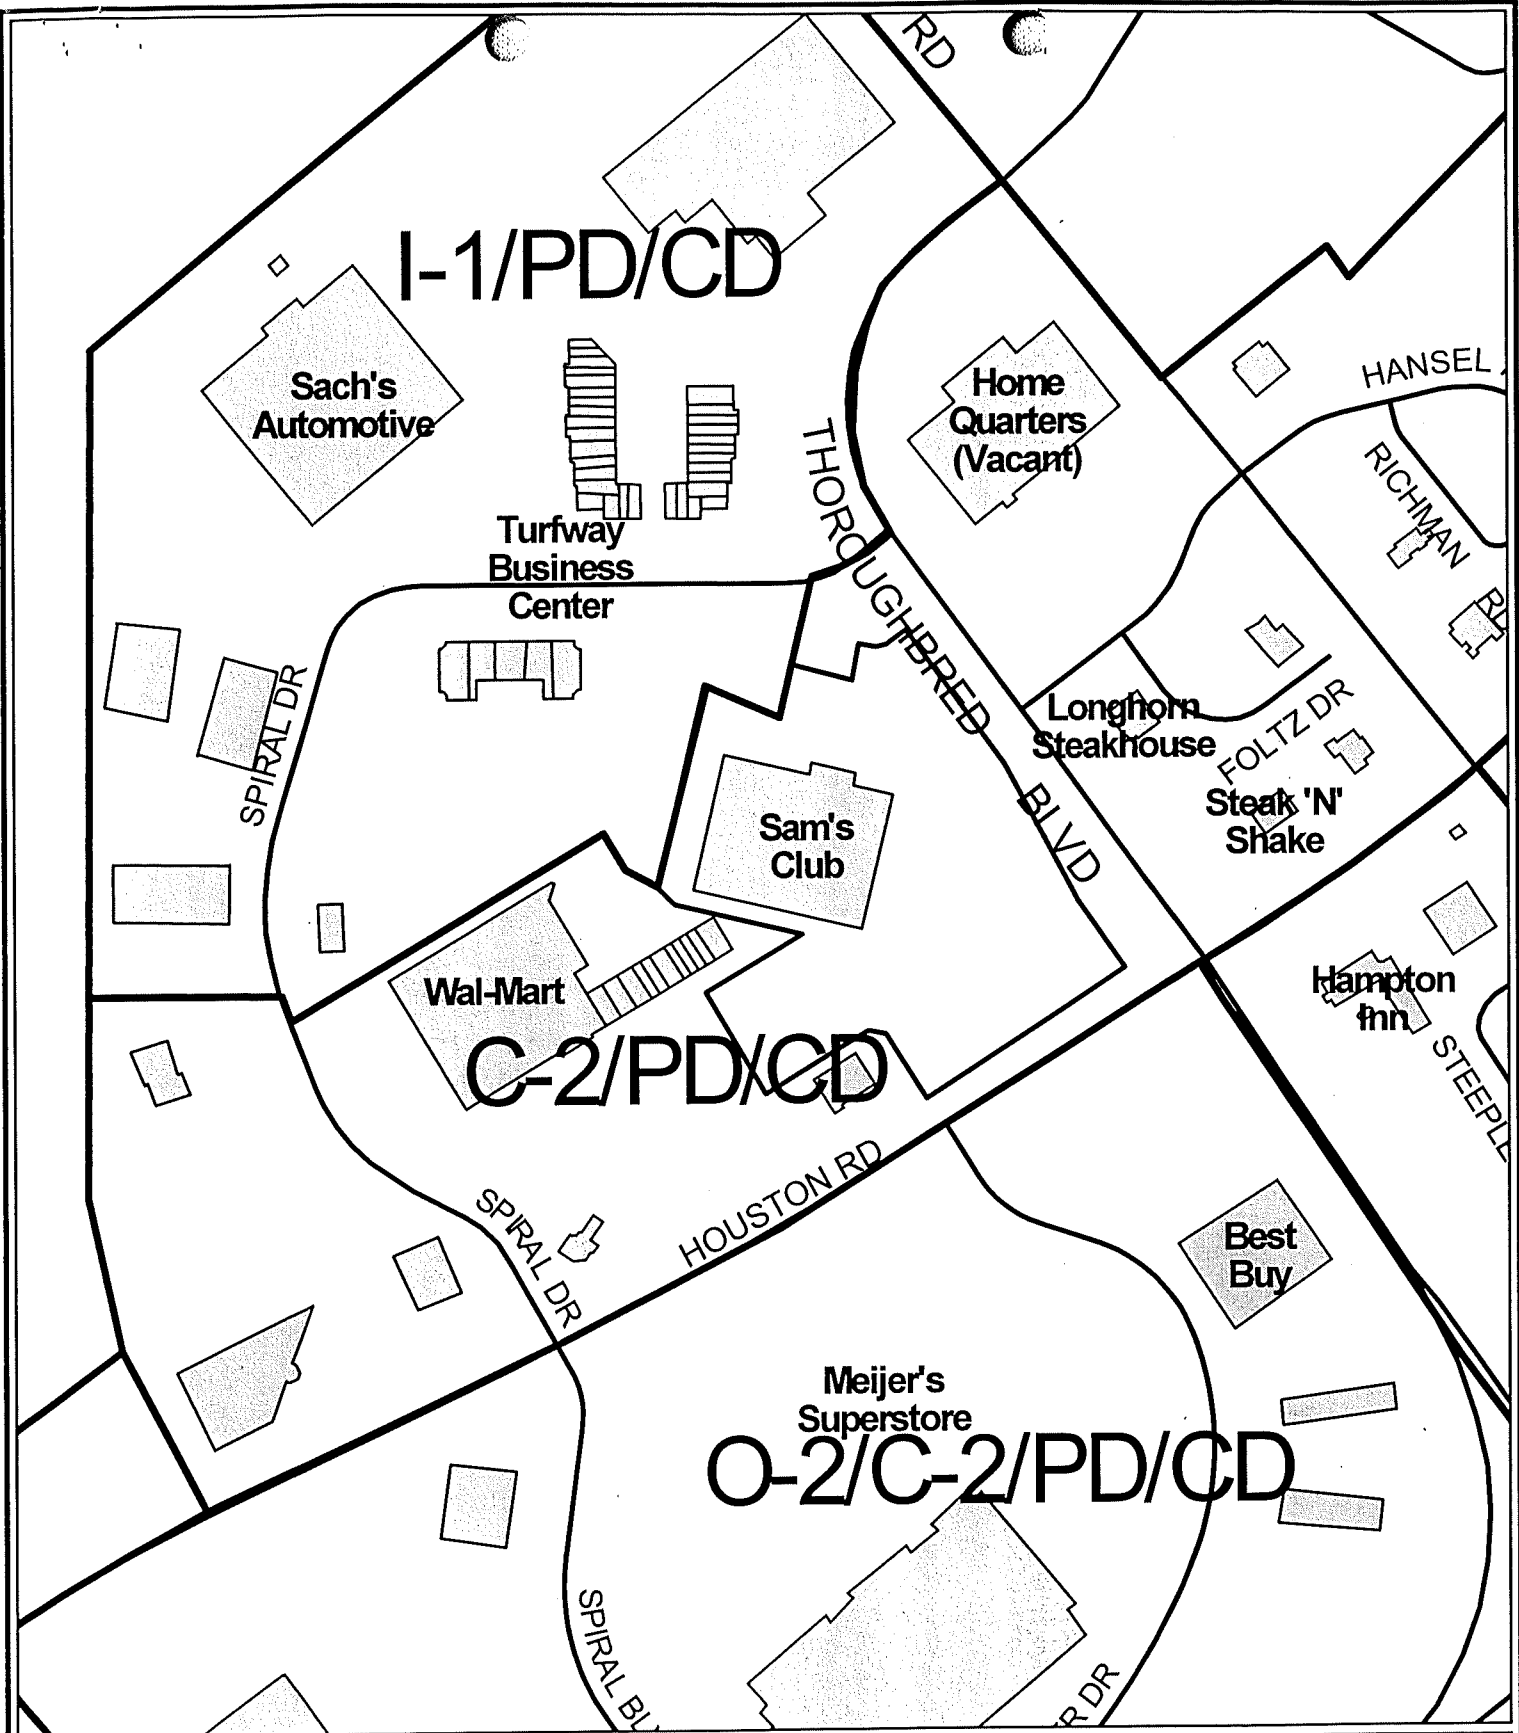 RD
I-1/PD/CD
Sach's
Automotive
Home
Quarters
(Vacant)
HANSEL
RICHMAN
RD
THOROUGHBRED BLVD
Turfway
Business
Center
SPIRAL DR
Longhorn
Steakhouse
FOLTZ DR
Steak 'N'
Shake
Sam's
Club
Wal-Mart
Hampton
Inn
C-2/PD/CD
HOUSTON RD
SPIRAL DR
Best
Buy
Meijer's
Superstore
O-2/C-2/PD/CD
DR